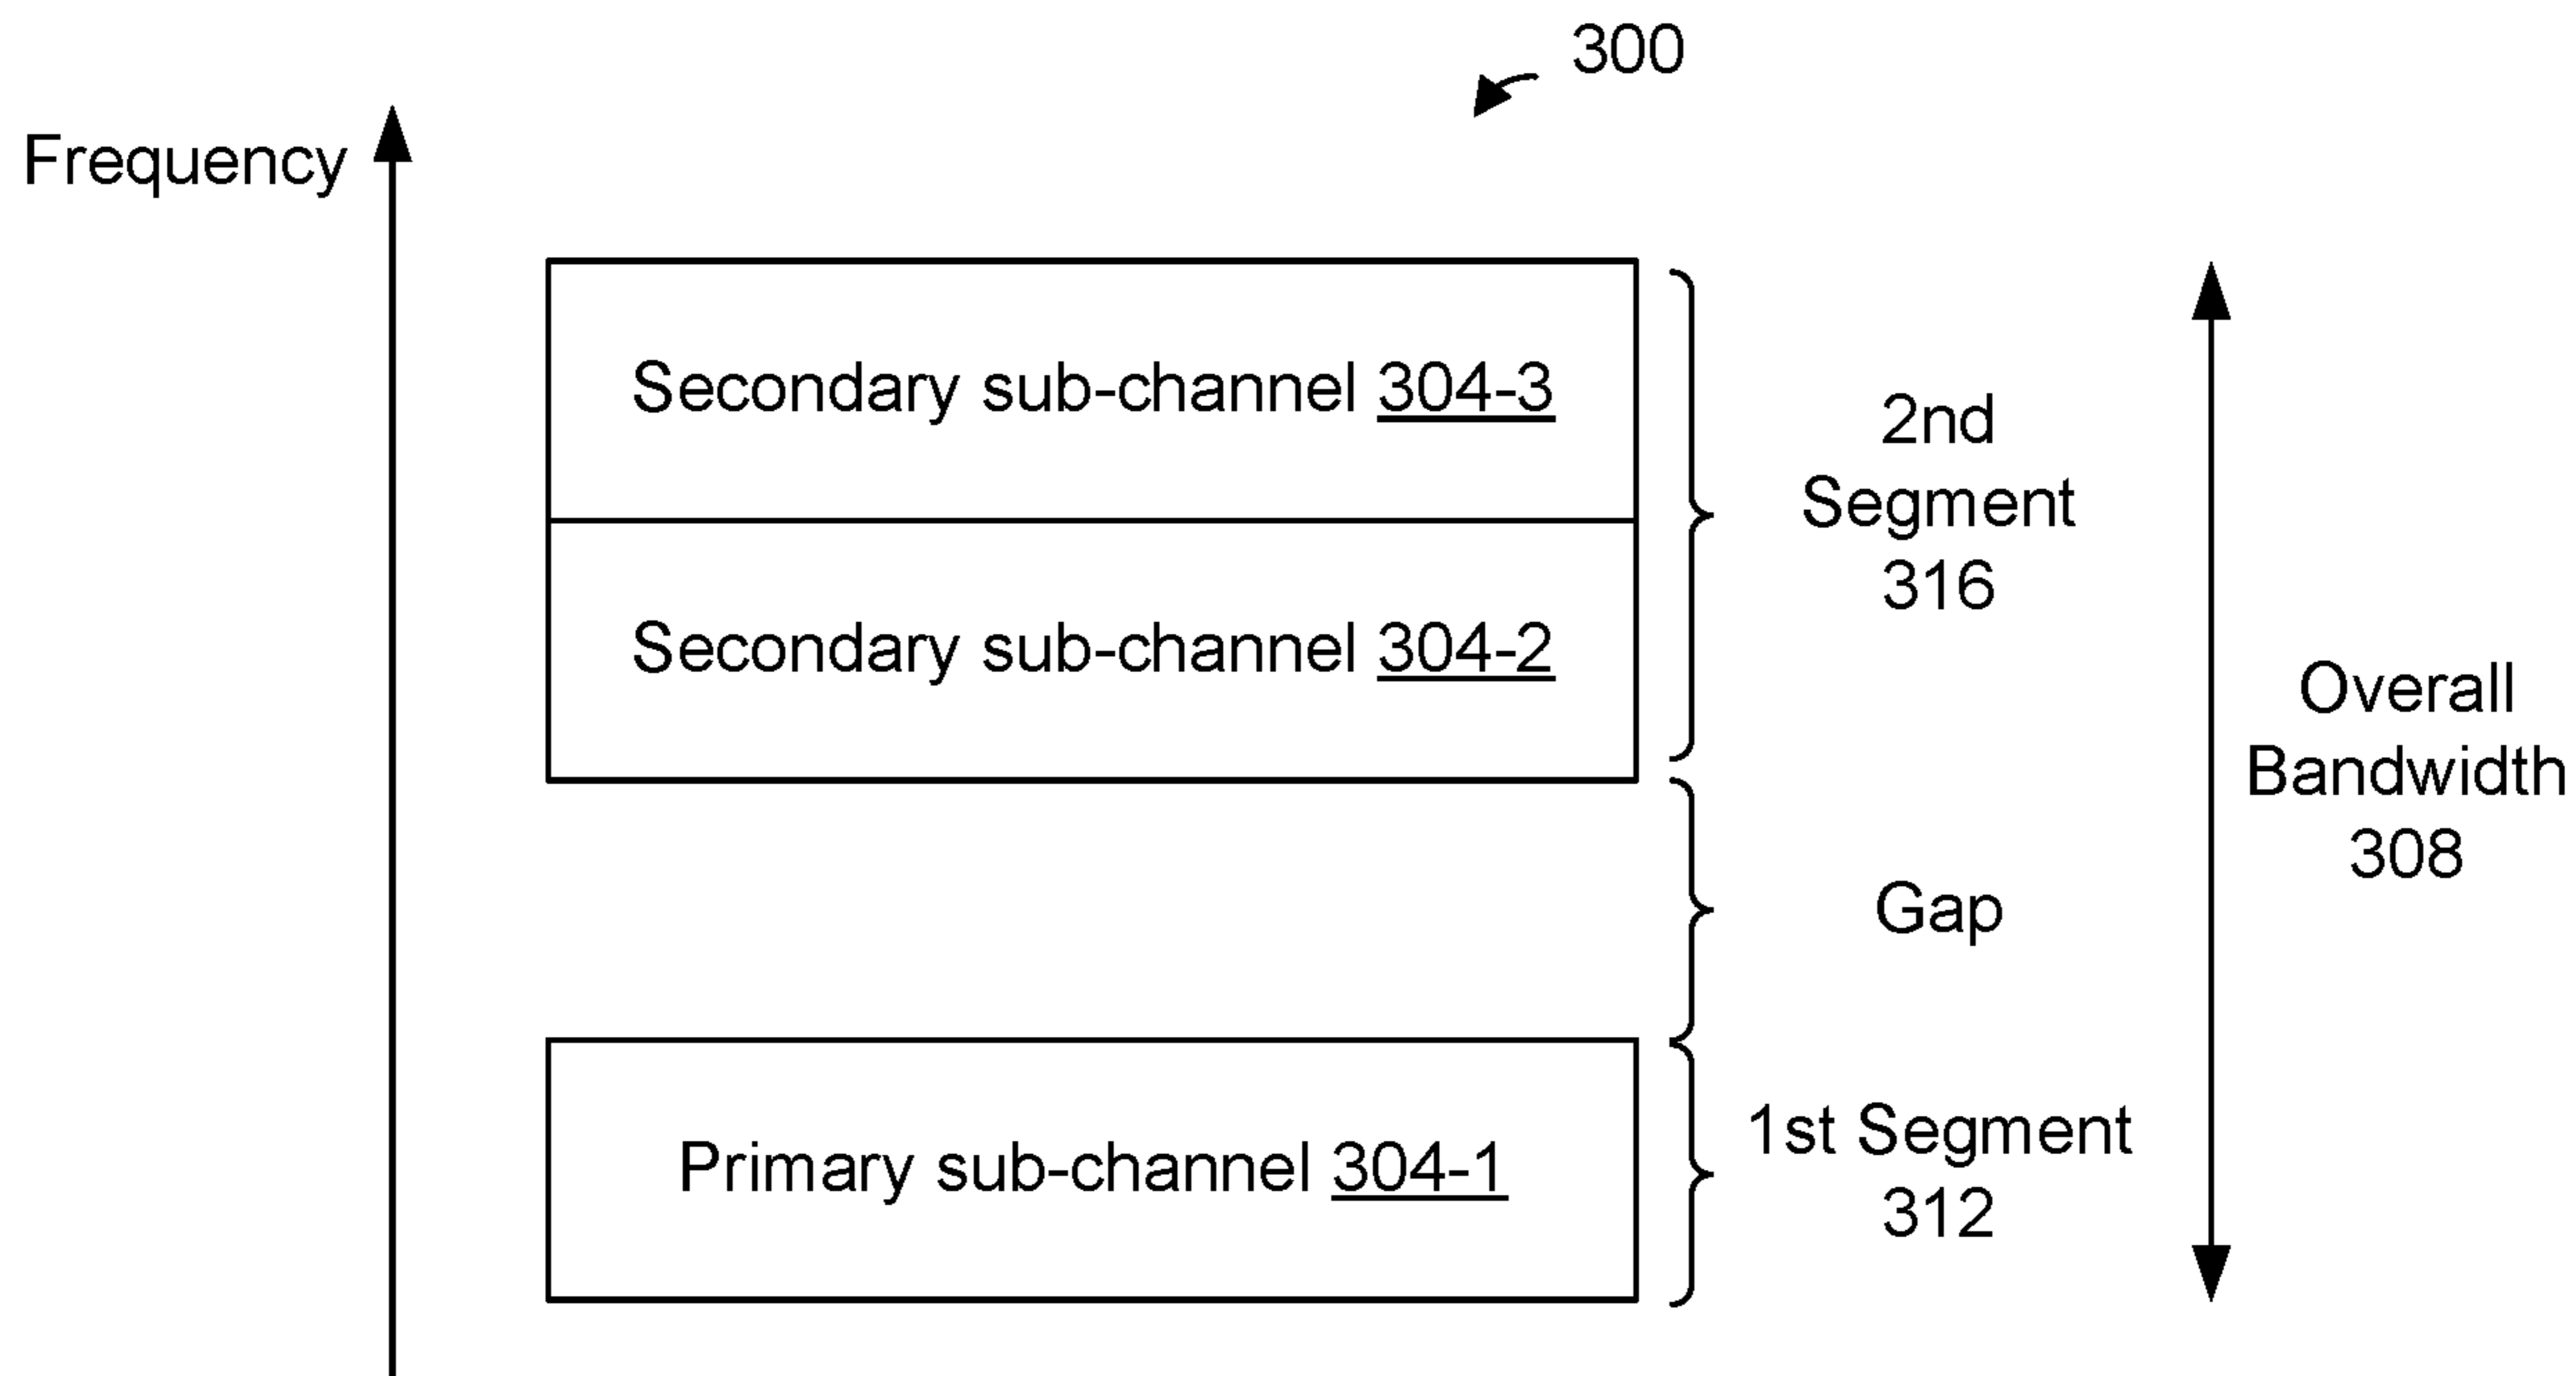 300
Frequency
Secondary sub-channel 304-3
2nd
Segment
316
Secondary sub-channel 304-2
Overall
Bandwidth
308
Gap
Primary sub-channel 304-1
1st Segment
312